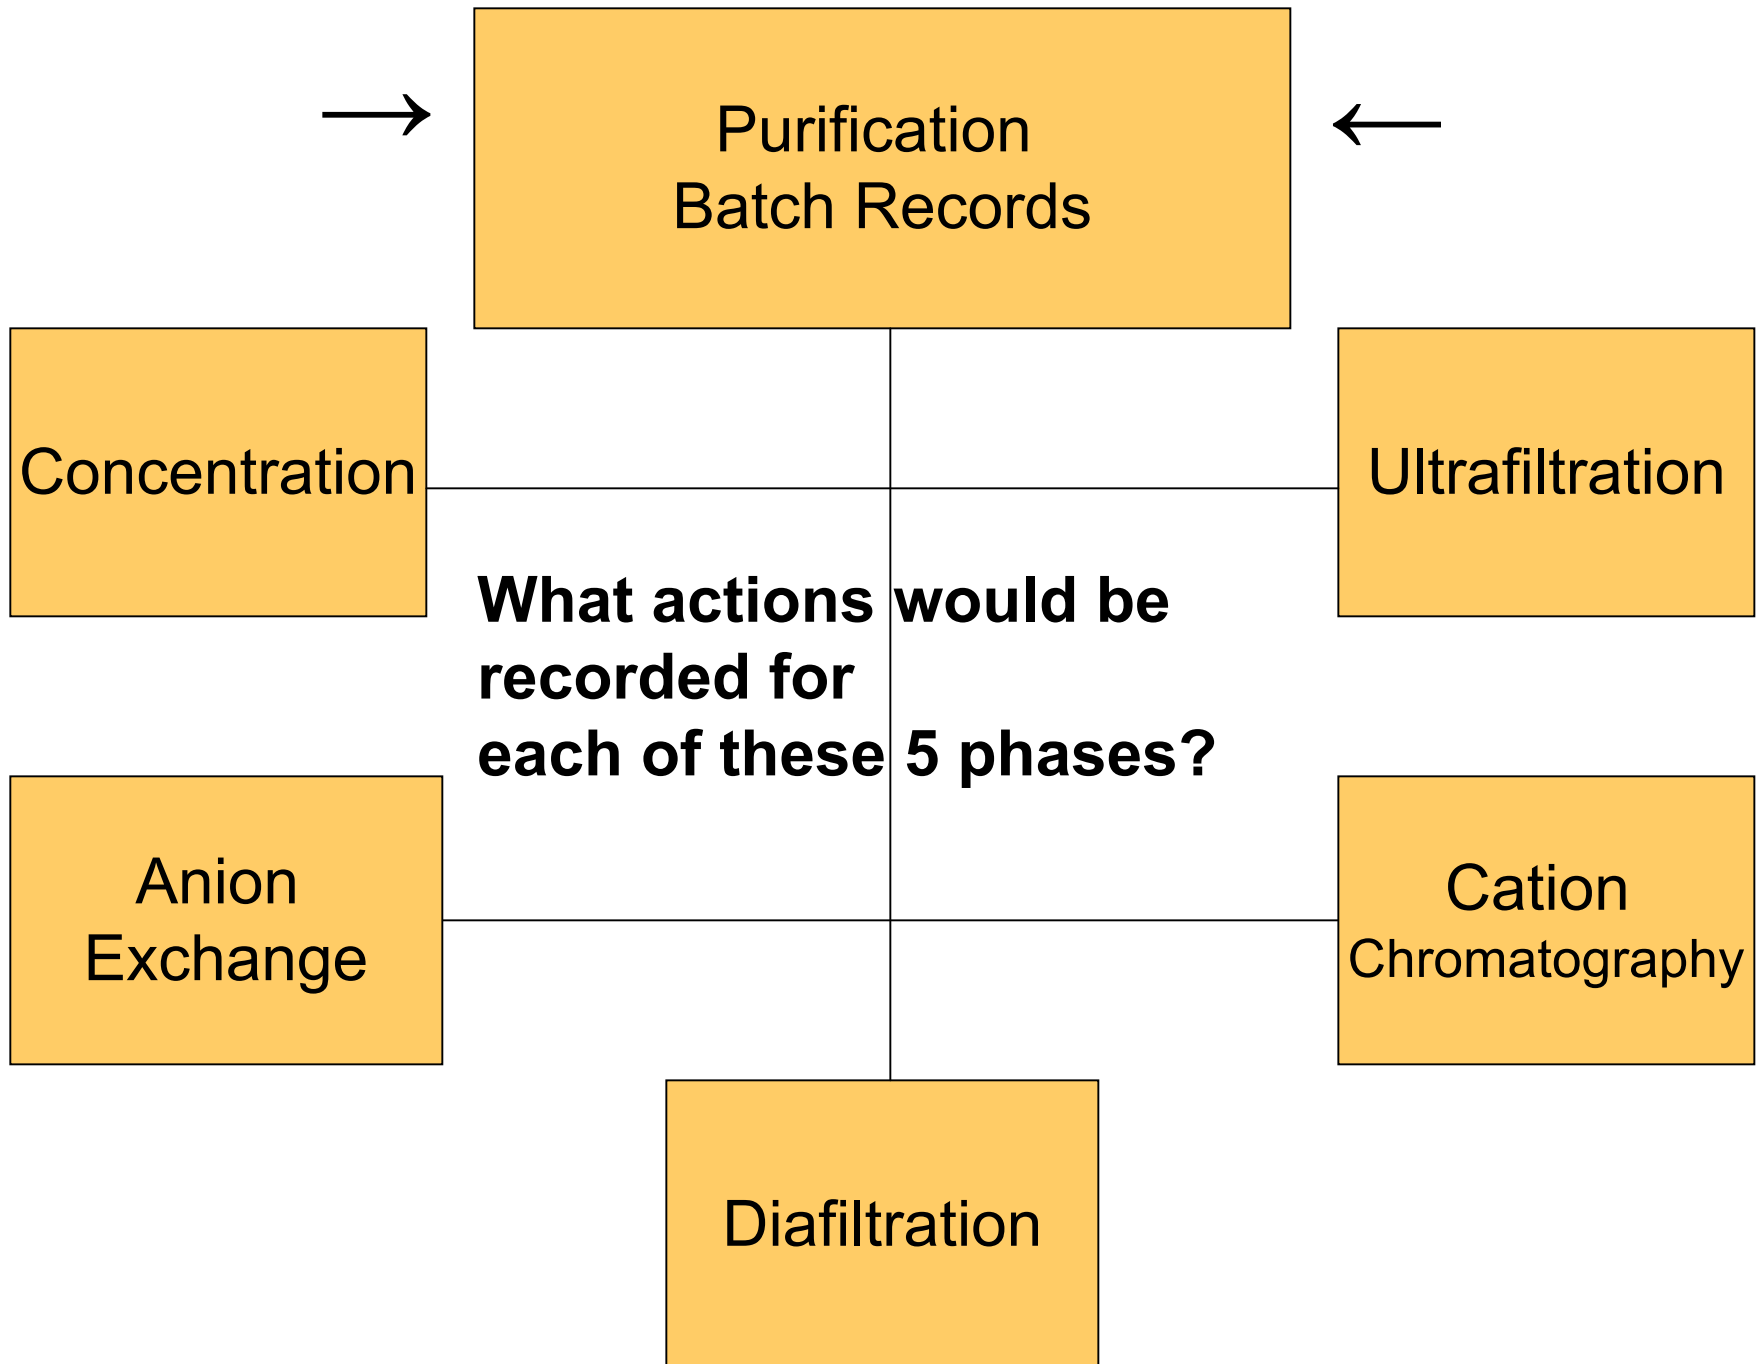 Purification
Batch Records
Concentration
Ultrafiltration
What actions would be
recorded for
each of these 5 phases?
Anion
Exchange
Cation
Chromatography
Diafiltration